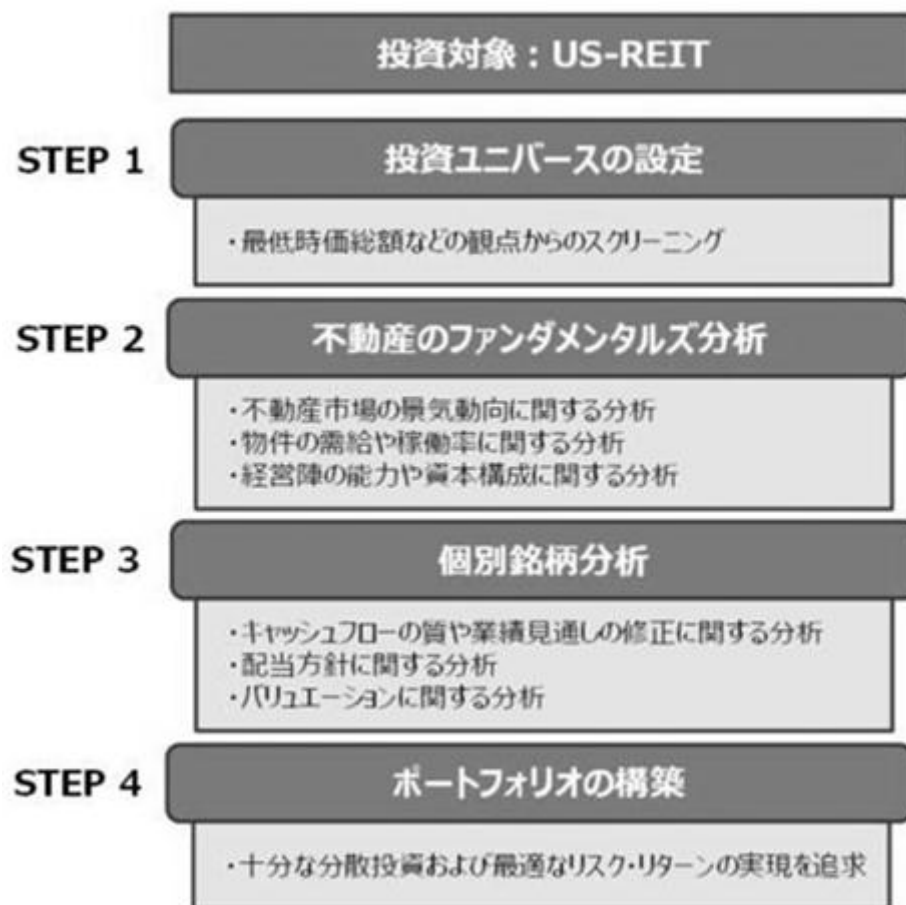 投資対象：US-REIT
STEP 1
投資ユニバースの設定
・最低時価総額などの観点からのスクリーニング
STEP 2
不動産のファンダメンタルズ分析
・不動産市場の景気動向に関する分析
・物件の需給や稼働率に関する分析
・経営陣の能力や資本構成に関する分析
STEP 3
個別銘柄分析
・キャッシュフローの質や業績見通しの修正に関する分析
・配当方針に関する分析
・バリュエーションに関する分析
STEP 4
ポートフォリオの構築
・十分な分散投資および最適なリスク・リターンの実現を追求